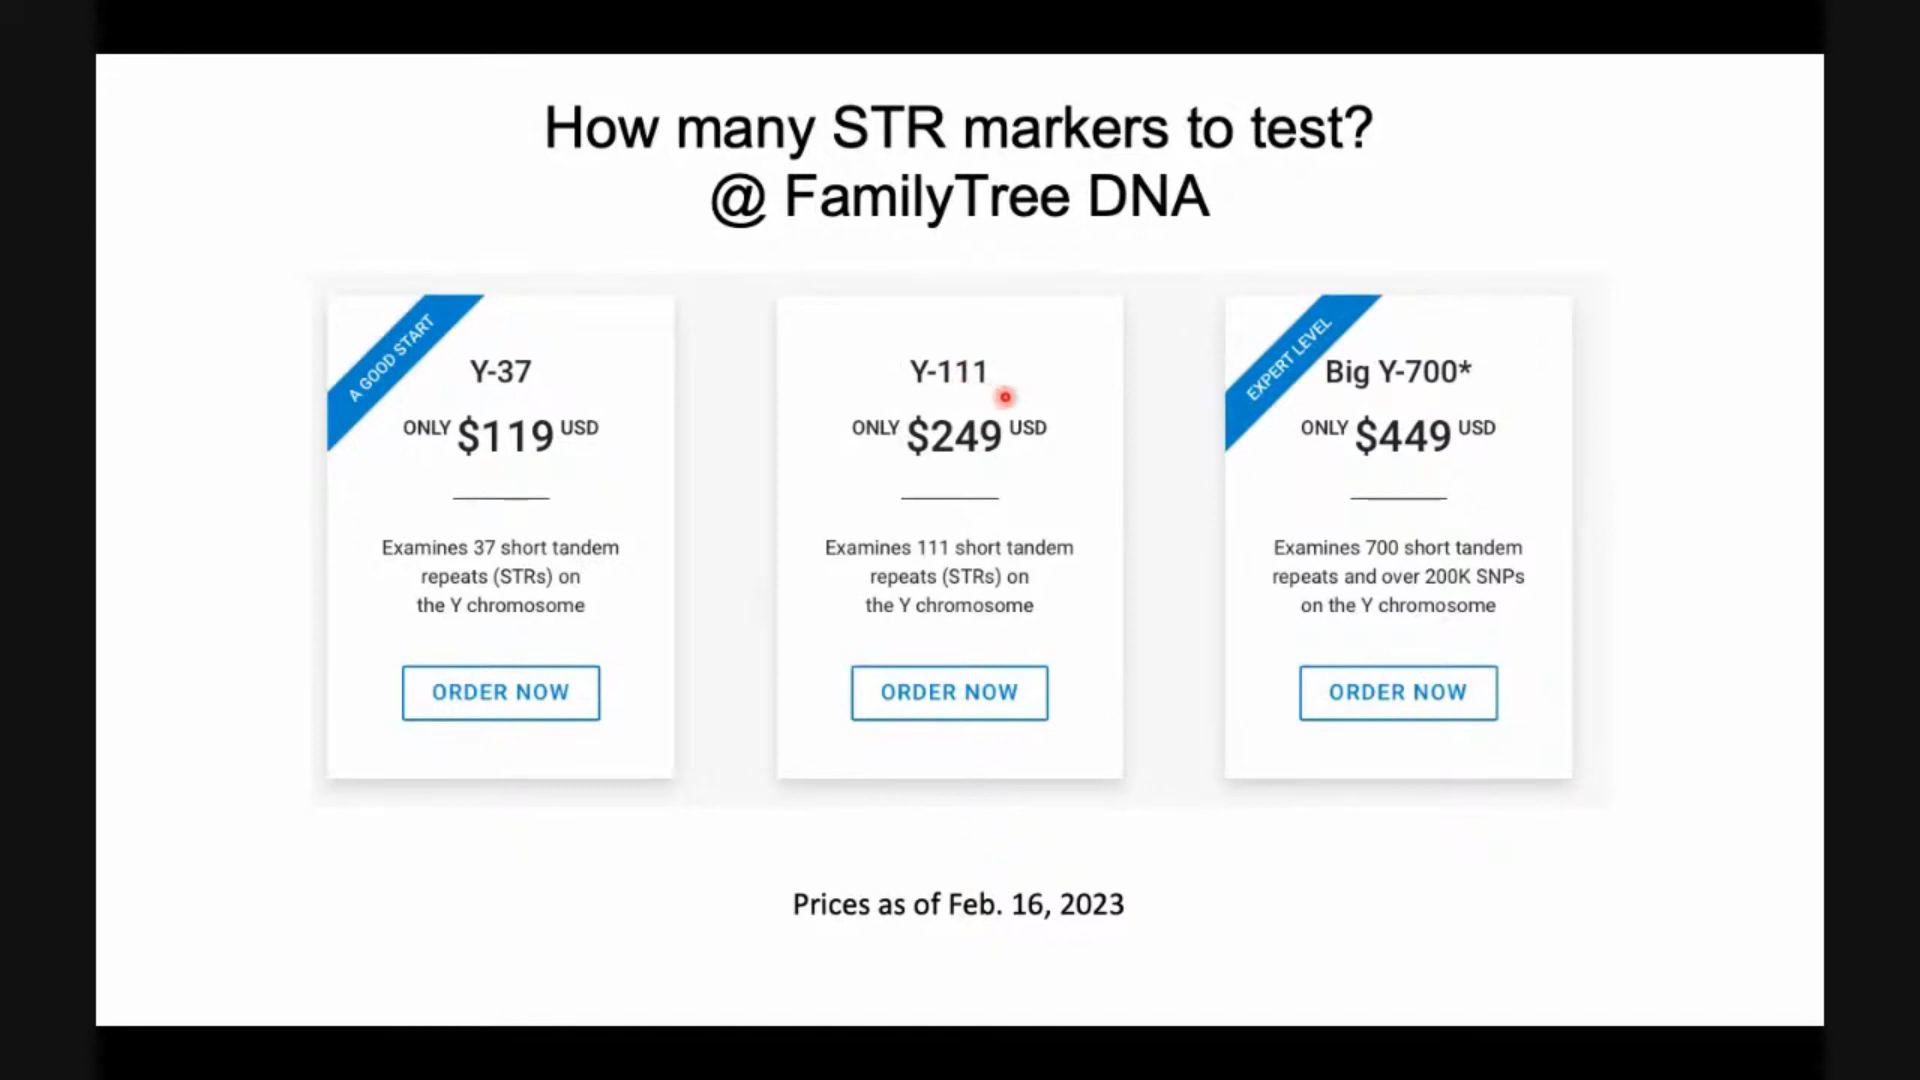 How many STR markers to test?
@ FamilyTree DNA
A GOOD START
Y-37
ONLY $119 USD
Examines 37 short tandem
repeats (STRs) on
the Y chromosome
ORDER NOW
Y-111
ONLY $249 USD
Examines 111 short tandem
repeats (STRs) on
the Y chromosome
ORDER NOW
EXPERT LEVEL
Big Y-700*
ONLY $449 USD
Examines 700 short tandem
repeats and over 200K SNPs
on the Y chromosome
ORDER NOW
Prices as of Feb. 16, 2023